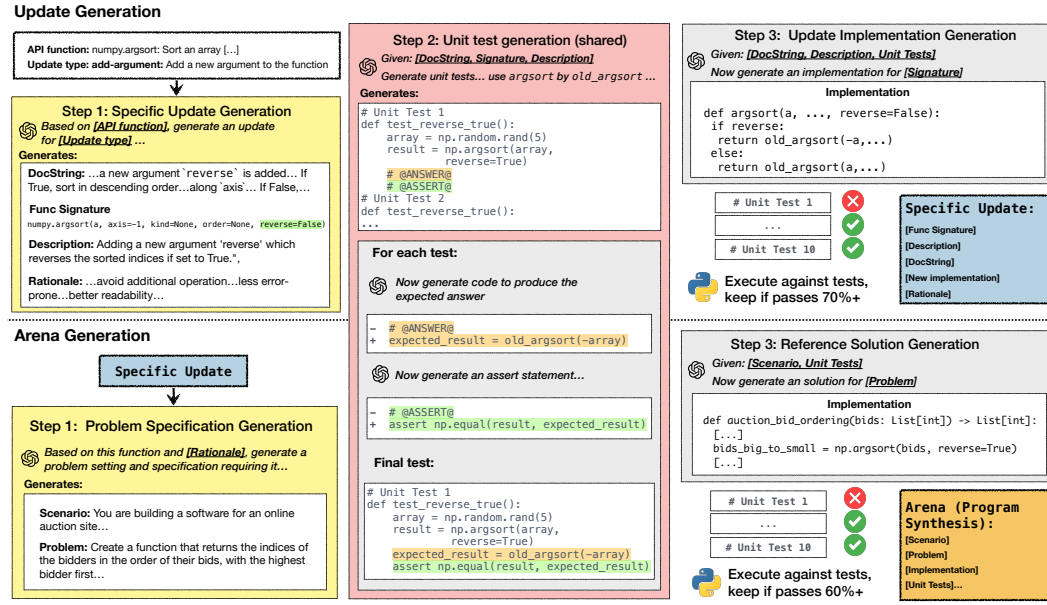 Update Generation
API function: numpy.argsort: Sort an array [...]
Update type: add-argument: Add a new argument to the function
Step 1: Specific Update Generation
Based on [API function], generate an update
for [Update type] ...
Generates:
DocString: ...a new argument `reverse` is added... If
True, sort in descending order...along `axis`... If False,...
Func Signature
numpy.argsort(a, axis=-1, kind=None, order=None, reverse=False)
Description: Adding a new argument 'reverse' which
reverses the sorted indices if set to True.",
Rationale: ...avoid additional operation...less error-
prone...better readability...
Step 2: Unit test generation (shared)
Given: [DocString, Signature, Description]
Generate unit tests... use argsort by old_argsort ...
Generates:
# Unit Test 1
def test_reverse_true():
array = np.random.rand(5)
result = np.argsort(array,
reverse=True)
# @ANSWER@
# @ASSERT@
# Unit Test 2
def test_reverse_true():
...
For each test:
Now generate code to produce the
expected answer
- # @ANSWER@
+ expected_result = old_argsort(-array)
Now generate an assert statement...
- # @ASSERT@
+ assert np.equal(result, expected_result)
Final test:
# Unit Test 1
def test_reverse_true():
array = np.random.rand(5)
result = np.argsort(array,
reverse=True)
expected_result = old_argsort(-array)
assert np.equal(result, expected_result)
Step 3: Update Implementation Generation
Given: [DocString, Description, Unit Tests]
Now generate an implementation for [Signature]
Implementation
def argsort(a, ..., reverse=False):
if reverse:
return old_argsort(-a,...)
else:
return old_argsort(a,...)
# Unit Test 1
...
# Unit Test 10
Execute against tests,
keep if passes 70%+
Specific Update:
[Func Signature]
[Description]
[DocString]
[New implementation]
[Rationale]
Arena Generation
Specific Update
Step 1: Problem Specification Generation
Based on this function and [Rationale], generate a
problem setting and specification requiring it...
Generates:
Scenario: You are building a software for an online
auction site...
Problem: Create a function that returns the indices of
the bidders in the order of their bids, with the highest
bidder first...
Step 3: Reference Solution Generation
Given: [Scenario, Unit Tests]
Now generate an solution for [Problem]
Implementation
def auction_bid_ordering(bids: List[int]) -> List[int]:
[...]
bids_big_to_small = np.argsort(bids, reverse=True)
[...]
# Unit Test 1
...
# Unit Test 10
Execute against tests,
keep if passes 60%+
Arena (Program
Synthesis):
[Scenario]
[Problem]
[Implementation]
[Unit Tests]...